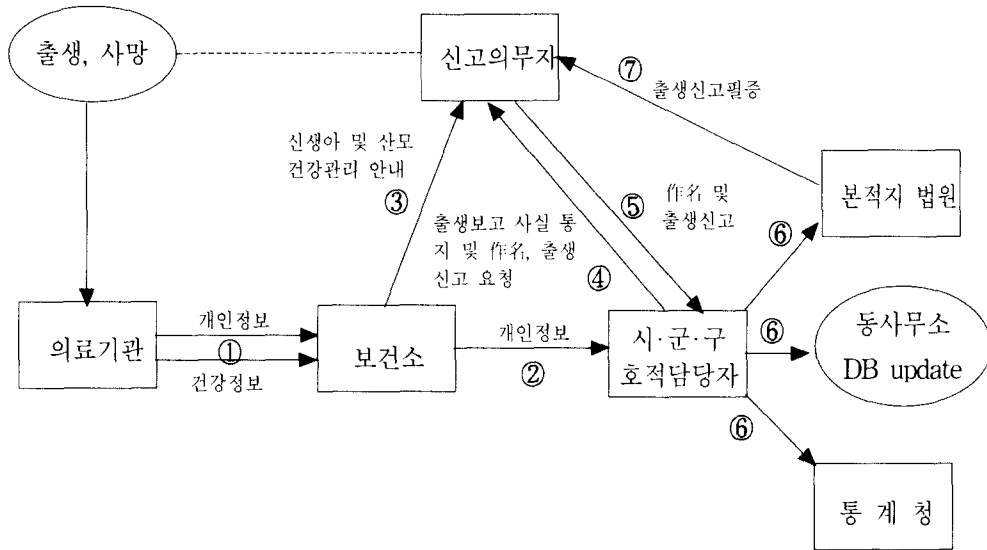 출생, 사망
신고의무자
⑦
출생신고필증
신생아 및 산모
건강관리 안내
③
본적지 법원
⑤
作名 및
출생신고
⑥
출생보고 사실 통
지 및 作名, 출생
신고 요청
④
의료기관
개인정보
①
건강정보
보건소
개인정보
②
시·군·구
호적담당자
⑥
동사무소
DB update
⑥
통계청